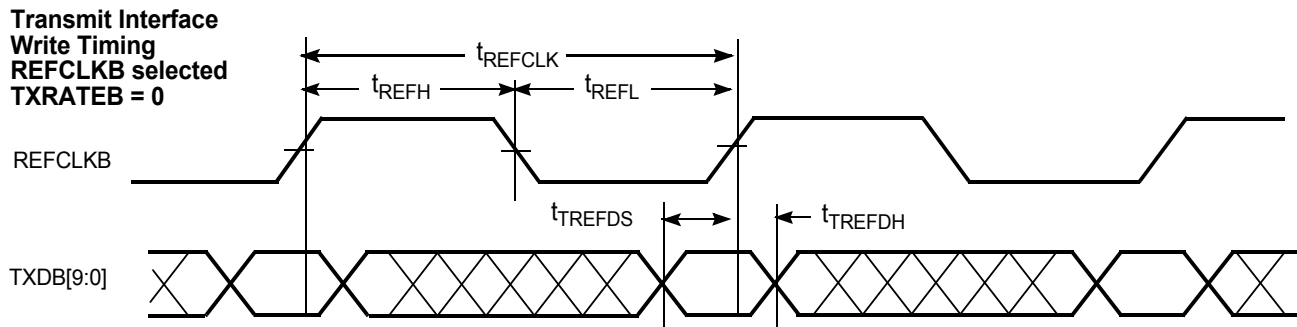 Transmit Interface
Write Timing
REFCLKB selected
TXRATEB = 0
tREFCLK
tREFH
tREFL
REFCLKB
tTREFDS
tTREFDH
TXDB[9:0]